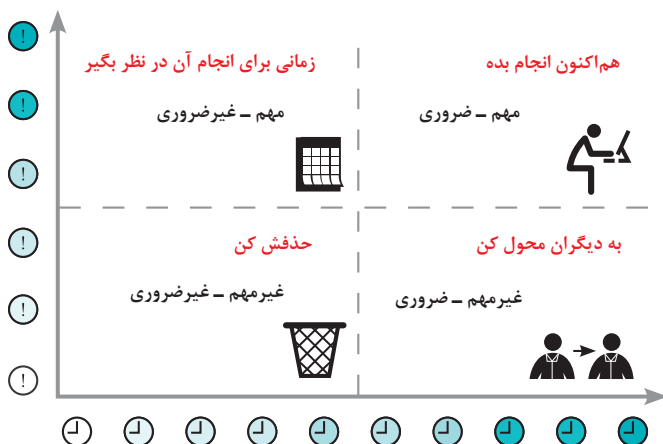 هم‌اکنون انجام بده
مهم ـ ضروری
زمانی برای انجام آن در نظر بگیر
مهم ـ غیرضروری
به دیگران محول کن
غیرمهم ـ ضروری
حذفش کن
غیرمهم ـ غیرضروری
!
!
!
!
!
!